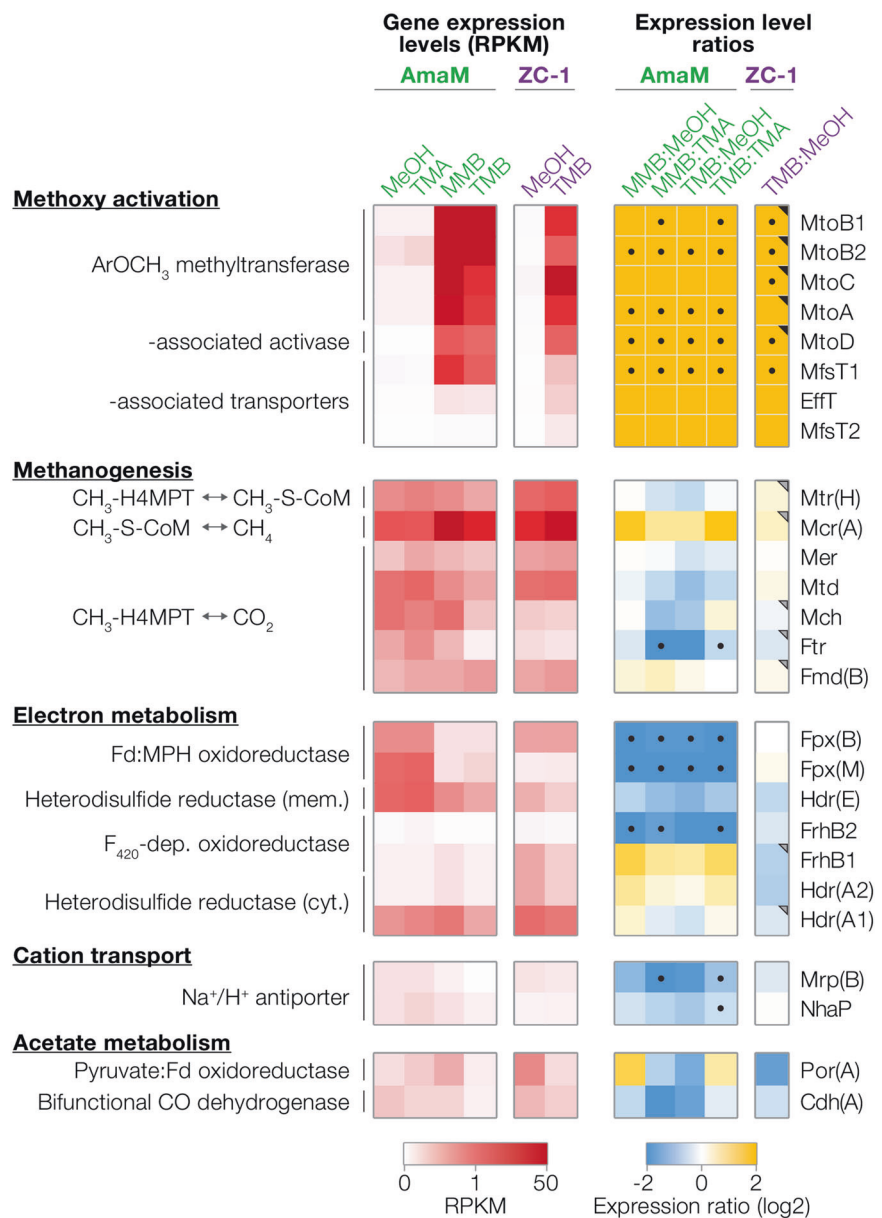 Gene expression levels (RPKM)
Expression level ratios
AmaM
ZC-1
AmaM
ZC-1
MeOH
TMA
MMB
TMB
MeOH
TMB
MMB:MeOH
MMB:TMA
TMB:MeOH
TMB:TMA
TMB:MeOH
Methoxy activation
ArOCH₃ methyltransferase
-associated activase
-associated transporters
MtoB1
MtoB2
MtoC
MtoA
MtoD
MfsT1
EffT
MfsT2
Methanogenesis
CH₃-H4MPT ↔ CH₃-S-CoM
CH₃-S-CoM ↔ CH₄
CH₃-H4MPT ↔ CO₂
Mtr(H)
Mcr(A)
Mer
Mtd
Mch
Ftr
Fmd(B)
Electron metabolism
Fd:MPH oxidoreductase
Heterodisulfide reductase (mem.)
F₄₂₀-dep. oxidoreductase
Heterodisulfide reductase (cyt.)
Fpx(B)
Fpx(M)
Hdr(E)
FrhB2
FrhB1
Hdr(A2)
Hdr(A1)
Cation transport
Na⁺/H⁺ antiporter
Mrp(B)
NhaP
Acetate metabolism
Pyruvate:Fd oxidoreductase
Bifunctional CO dehydrogenase
Por(A)
Cdh(A)
0 1 50
RPKM
-2 0 2
Expression ratio (log2)